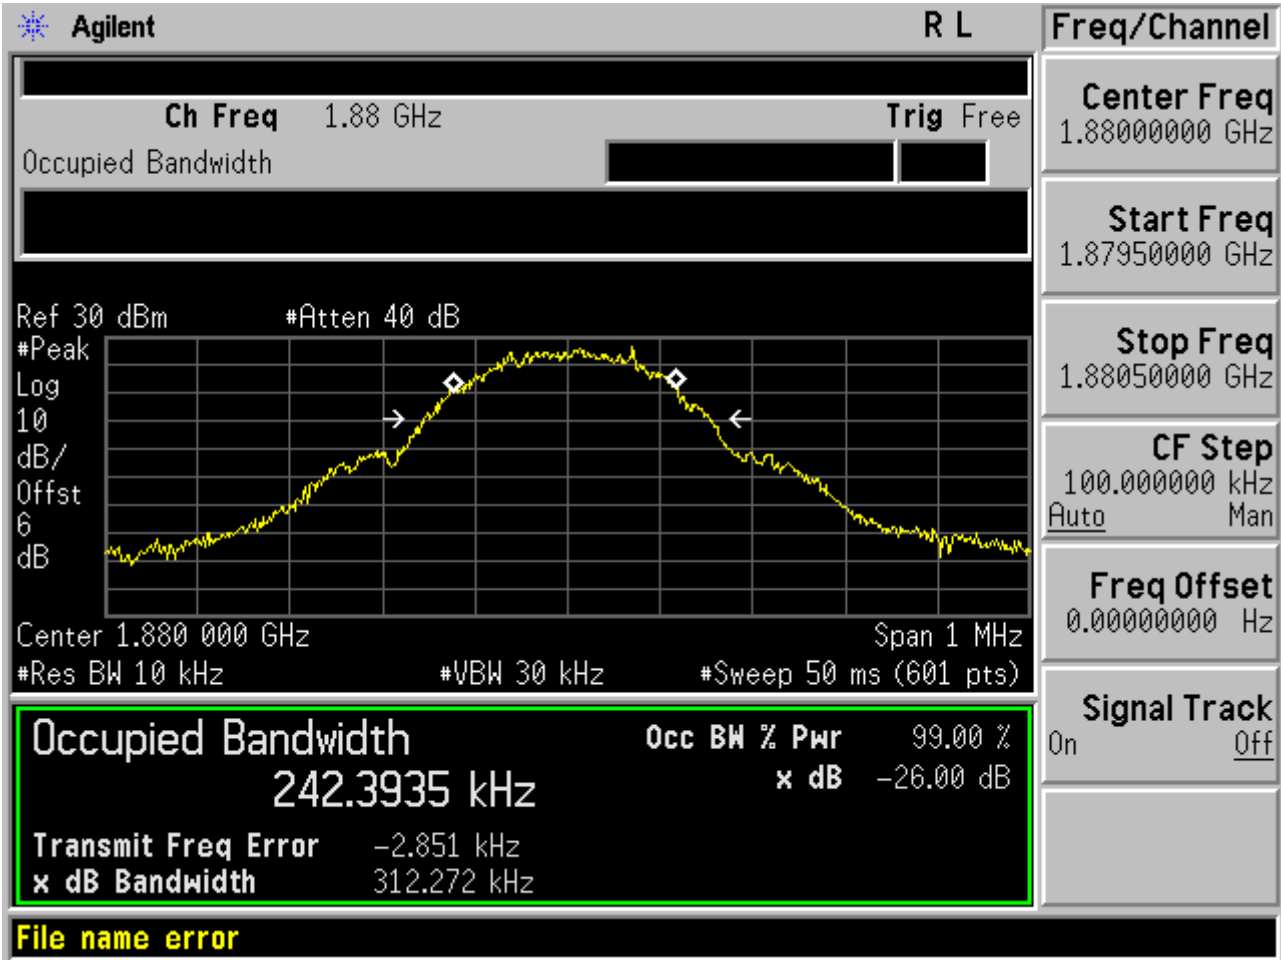 Agilent R L Freq/Channel
Ch Freq 1.88 GHz Trig Free
Occupied Bandwidth
Center Freq
1.88000000 GHz
Start Freq
1.87950000 GHz
Stop Freq
1.88050000 GHz
CF Step
100.000000 kHz
Auto Man
Freq Offset
0.00000000 Hz
Signal Track
On Off
Ref 30 dBm #Atten 40 dB
#Peak
Log
10
dB/
Offst
6
dB
Center 1.880 000 GHz Span 1 MHz
#Res BW 10 kHz #VBW 30 kHz #Sweep 50 ms (601 pts)
Occupied Bandwidth Occ BW % Pwr 99.00 %
242.3935 kHz x dB -26.00 dB
Transmit Freq Error -2.851 kHz
x dB Bandwidth 312.272 kHz
File name error